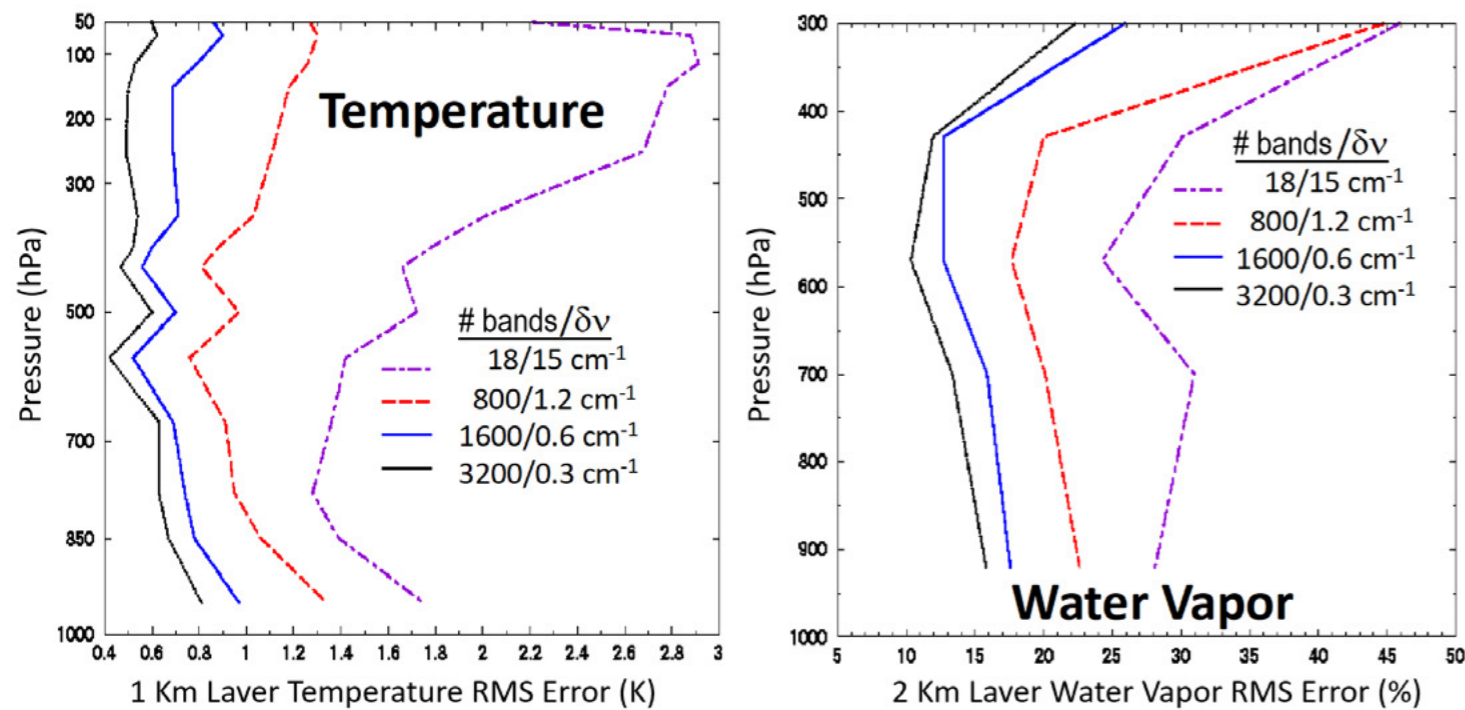 50
100
200
300
500
700
850
1000
Pressure (hPa)
Temperature
# bands/δν
18/15 cm-1
800/1.2 cm-1
1600/0.6 cm-1
3200/0.3 cm-1
0.4 0.6 0.8 1 1.2 1.4 1.6 1.8 2 2.2 2.4 2.6 2.8 3
1 Km Laver Temperature RMS Error (K)
300
400
500
600
700
800
900
1000
Pressure (hPa)
# bands/δν
18/15 cm-1
800/1.2 cm-1
1600/0.6 cm-1
3200/0.3 cm-1
Water Vapor
5 10 15 20 25 30 35 40 45 50
2 Km Laver Water Vapor RMS Error (%)